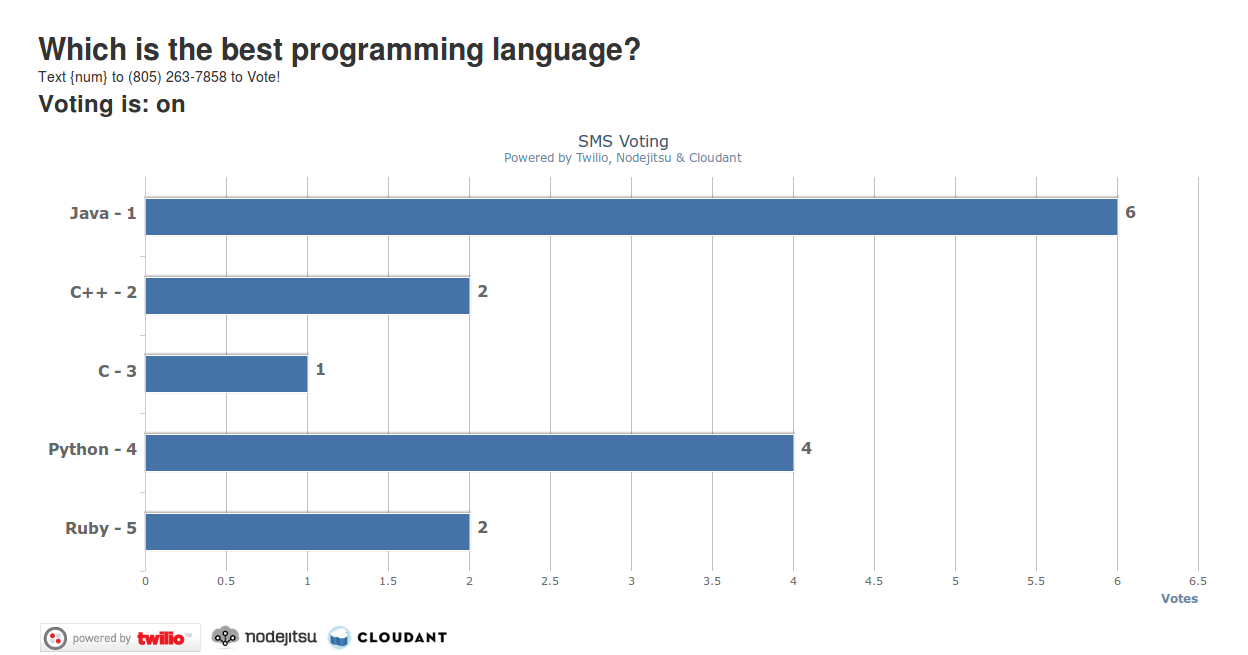 Which is the best programming language?
Text {num} to (805) 263-7858 to Vote!
Voting is: on
SMS Voting
Powered by Twilio, Nodejitsu & Cloudant
Java - 1
6
C++ - 2
2
C - 3
1
Python - 4
4
Ruby - 5
2
0 0.5 1 1.5 2 2.5 3 3.5 4 4.5 5 5.5 6 6.5
Votes
powered by twilio™ nodejitsu CLOUDANT